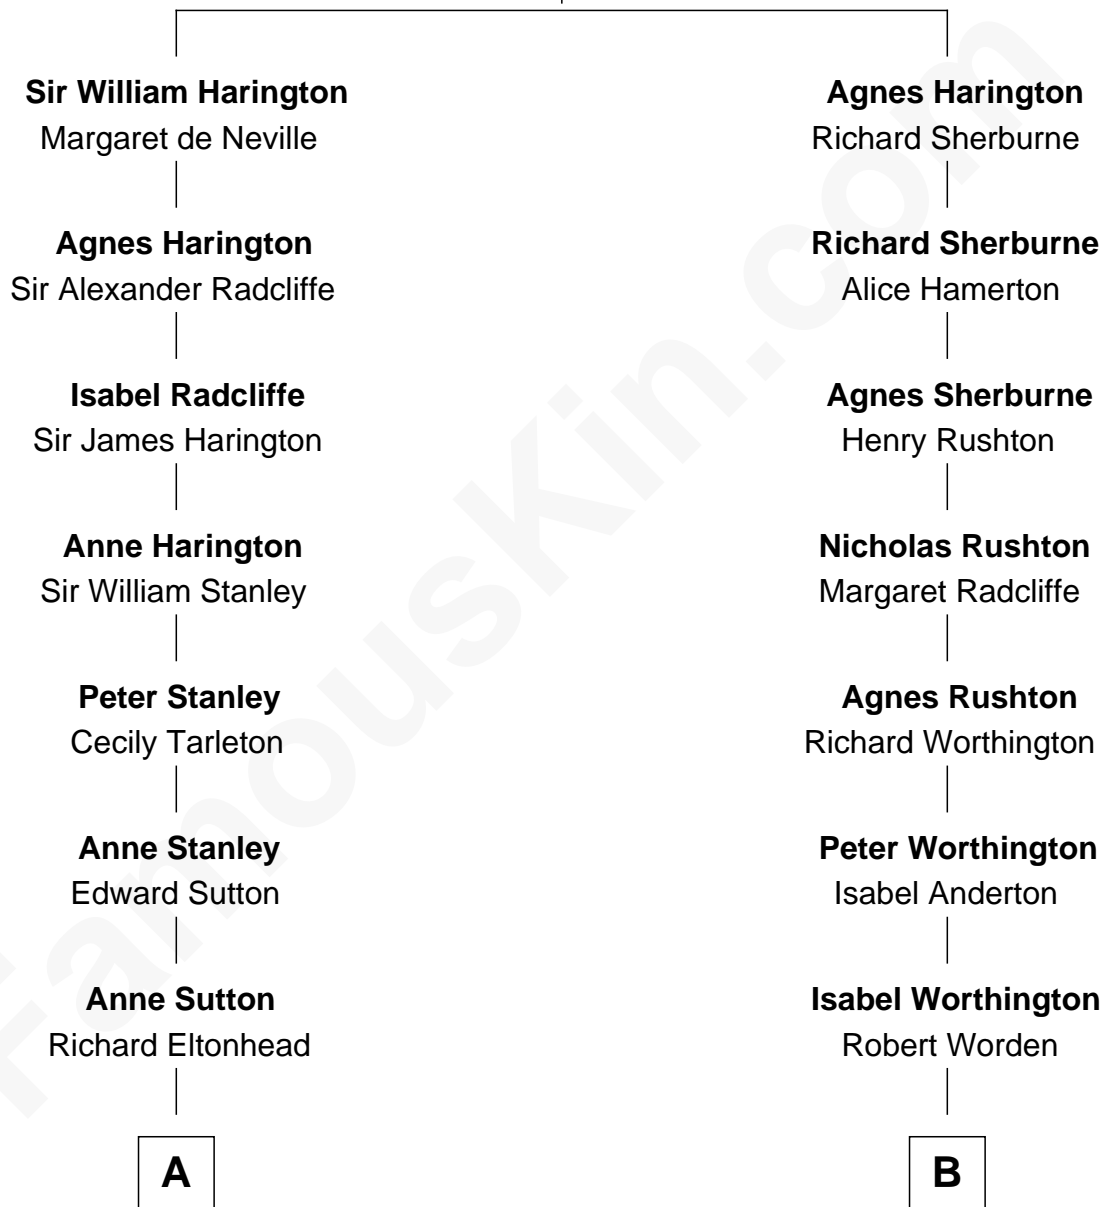 Sir William Harington
Margaret de Neville
Agnes Harington
Sir Alexander Radcliffe
Isabel Radcliffe
Sir James Harington
Anne Harington
Sir William Stanley
Peter Stanley
Cecily Tarleton
Anne Stanley
Edward Sutton
Anne Sutton
Richard Eltonhead
A
Agnes Harington
Richard Sherburne
Richard Sherburne
Alice Hamerton
Agnes Sherburne
Henry Rushton
Nicholas Rushton
Margaret Radcliffe
Agnes Rushton
Richard Worthington
Peter Worthington
Isabel Anderton
Isabel Worthington
Robert Worden
B
FamousKin.com